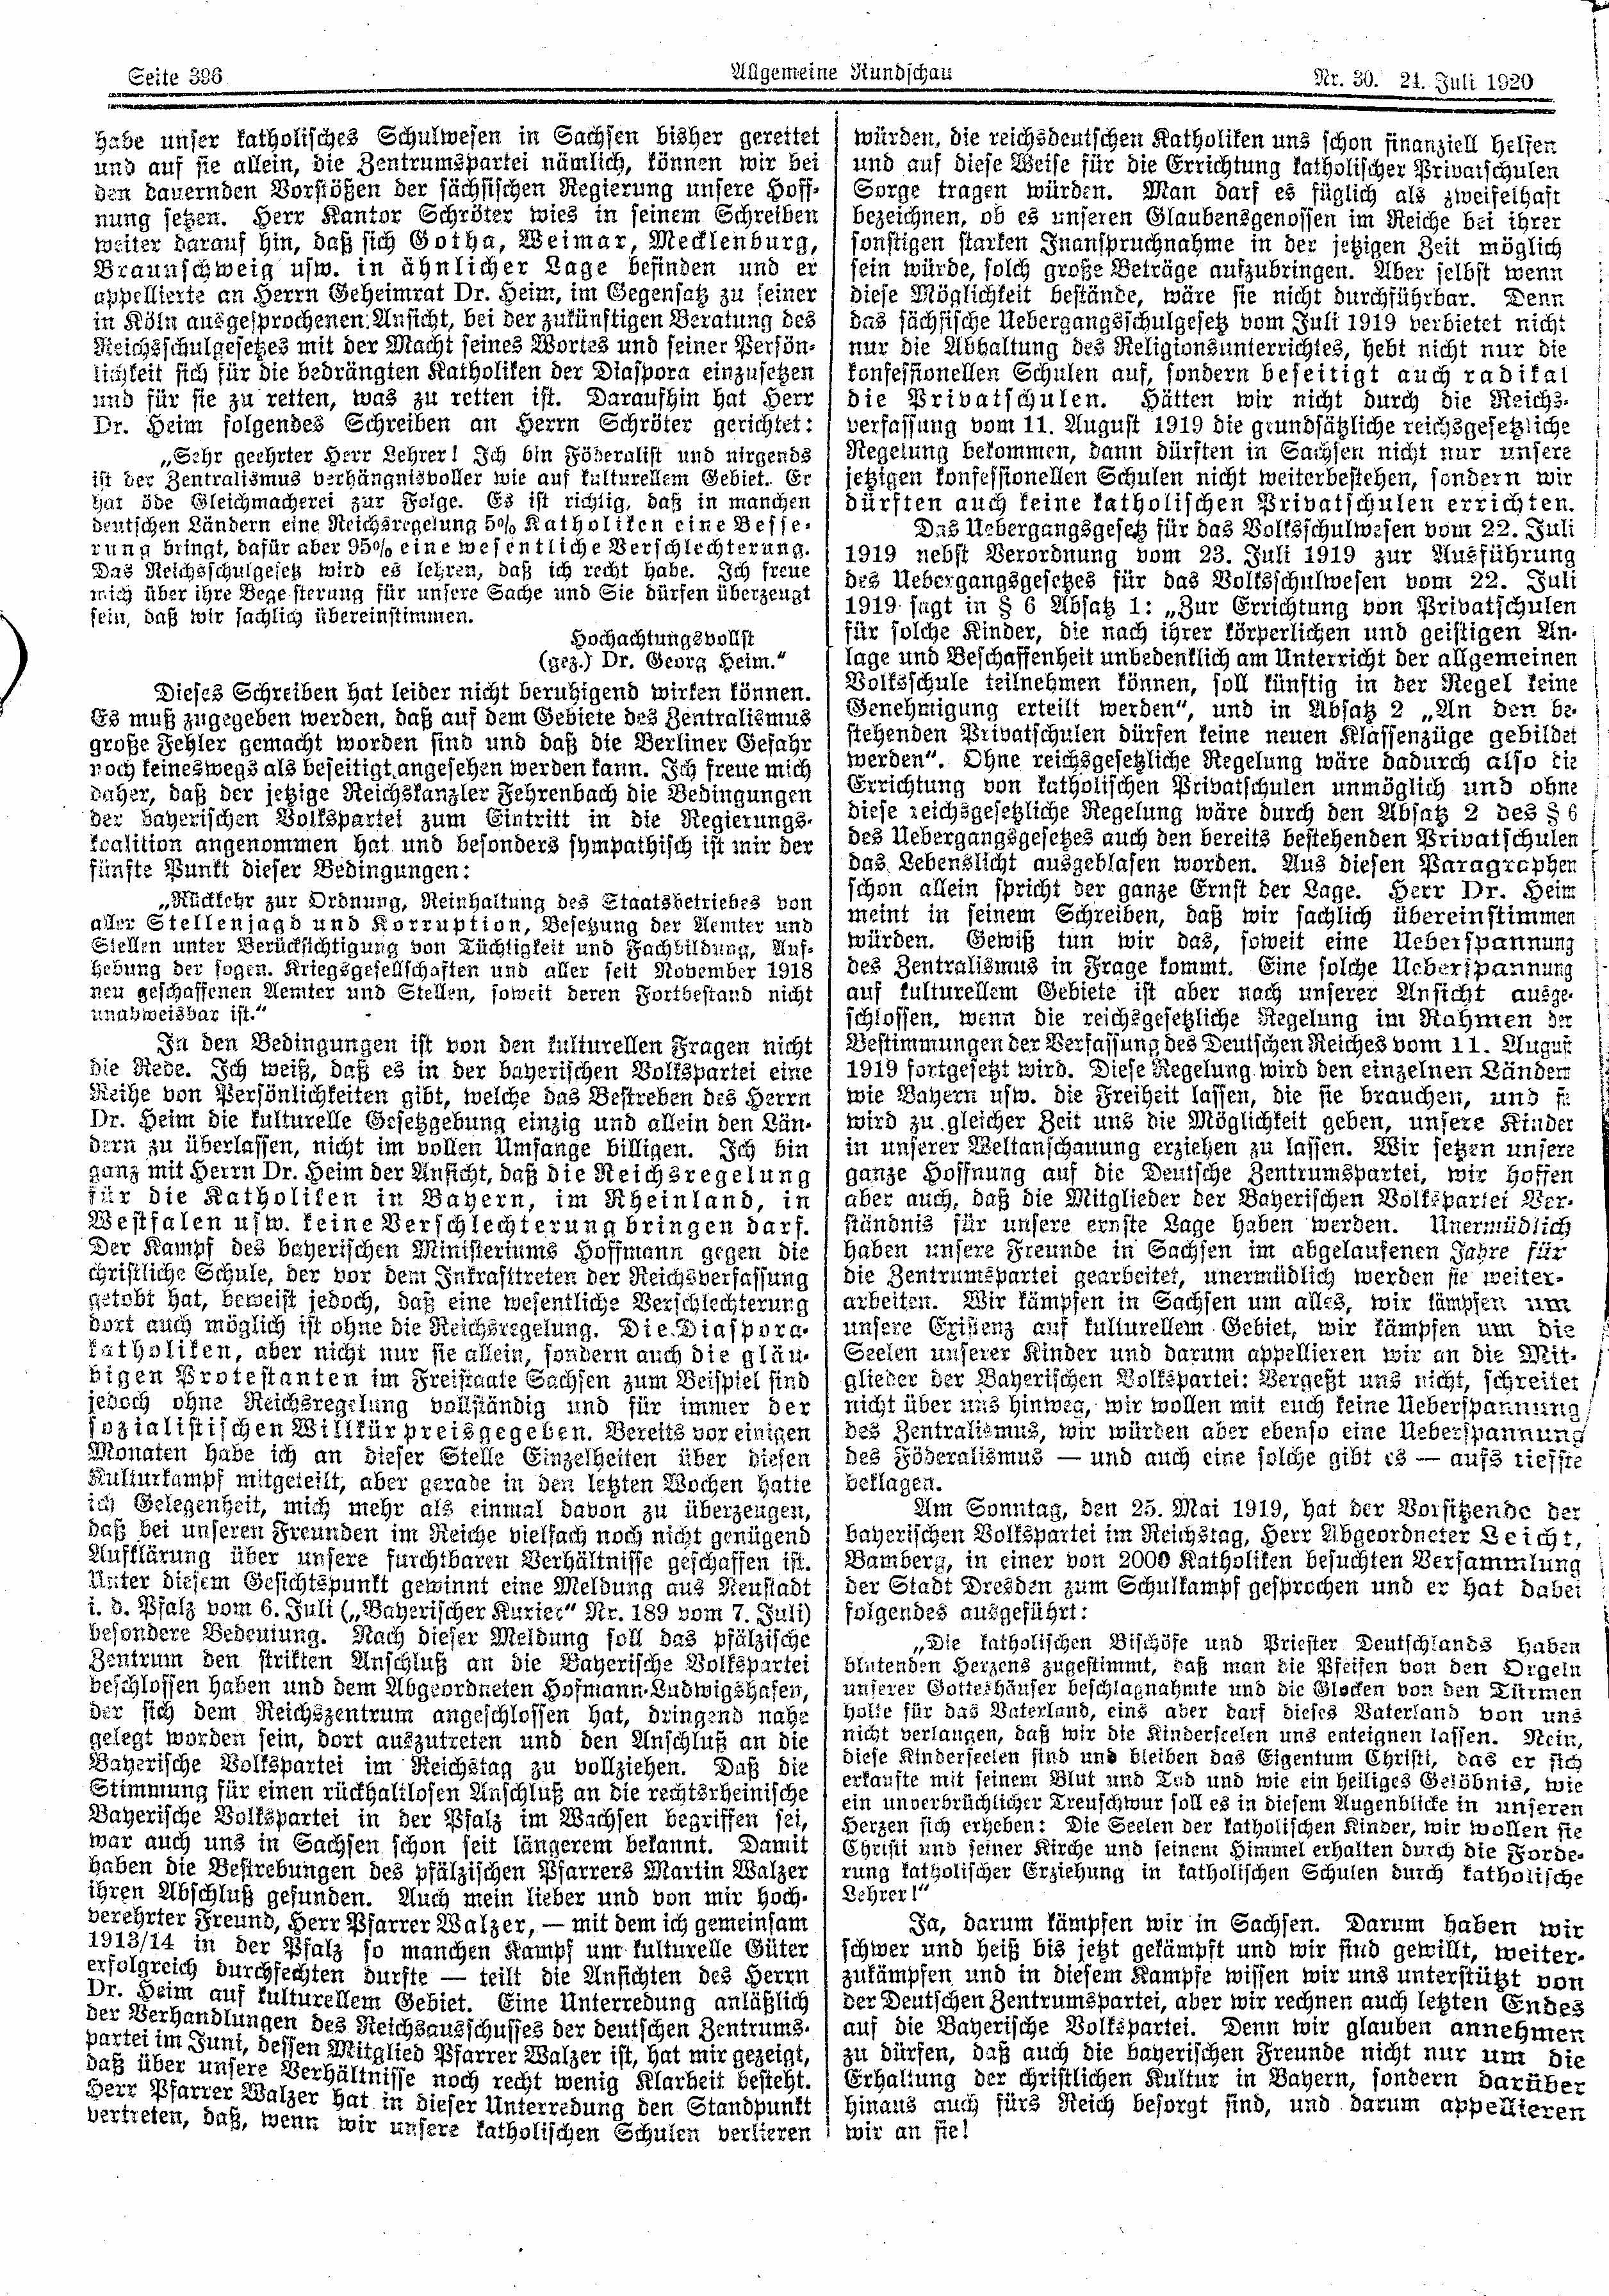 Seite 396
Allgemeine Rundschau
Nr. 30. 24. Juli 1920
habe unser katholisches Schulwesen in Sachsen bisher gerettet
und auf sie allein, die Zentrumspartei nämlich, können wir bei
den dauernden Vorstößen der sächsischen Regierung unsere Hoff-
nung setzen. Herr Kantor Schröter wies in seinem Schreiben
weiter darauf hin, daß sich Gotha, Weimar, Mecklenburg,
Braunschweig usw. in ähnlicher Lage befinden und er
appellierte an Herrn Geheimrat Dr. Heim, im Gegensatz zu seiner
in Köln ausgesprochenen Ansicht, bei der zukünftigen Beratung des
Reichsschulgesetzes mit der Macht seines Wortes und seiner Persön-
lichkeit sich für die bedrängten Katholiken der Diaspora einzusetzen
und für sie zu retten, was zu retten ist. Daraufhin hat Herr
Dr. Heim folgendes Schreiben an Herrn Schröter gerichtet:
„Sehr geehrter Herr Lehrer! Ich bin Föderalist und nirgends
ist der Zentralismus verhängnisvoller wie auf kulturellem Gebiet. Er
hat öde Gleichmacherei zur Folge. Es ist richtig, daß in manchen
deutschen Ländern eine Reichsregelung 5% Katholiken eine Besse-
rung bringt, dafür aber 95% eine wesentliche Verschlechterung.
Das Reichsschulgesetz wird es lehren, daß ich recht habe. Ich freue
mich über ihre Begeisterung für unsere Sache und Sie dürfen überzeugt
sein, daß wir sachlich übereinstimmen.
Hochachtungsvollst
(gez.) Dr. Georg Heim.“
Dieses Schreiben hat leider nicht beruhigend wirken können.
Es muß zugegeben werden, daß auf dem Gebiete des Zentralismus
große Fehler gemacht worden sind und daß die Berliner Gefahr
noch keineswegs als beseitigt angesehen werden kann. Ich freue mich
daher, daß der jetzige Reichskanzler Fehrenbach die Bedingungen
der bayerischen Volkspartei zum Eintritt in die Regierungs-
koalition angenommen hat und besonders sympathisch ist mir der
fünfte Punkt dieser Bedingungen:
„Rückkehr zur Ordnung, Reinhaltung des Staatsbetriebes von
aller Stellenjagd und Korruption, Besetzung der Aemter und
Stellen unter Berücksichtigung von Tüchtigkeit und Fachbildung, Auf-
hebung der sogen. Kriegsgesellschaften und aller seit November 1918
neu geschaffenen Aemter und Stellen, soweit deren Fortbestand nicht
unabweisbar ist.“
In den Bedingungen ist von den kulturellen Fragen nicht
die Rede. Ich weiß, daß es in der bayerischen Volkspartei eine
Reihe von Persönlichkeiten gibt, welche das Bestreben des Herrn
Dr. Heim die kulturelle Gesetzgebung einzig und allein den Län-
dern zu überlassen, nicht im vollen Umfange billigen. Ich bin
ganz mit Herrn Dr. Heim der Ansicht, daß die Reichsregelung
für die Katholiken in Bayern, im Rheinland, in
Westfalen usw. keine Verschlechterung bringen darf.
Der Kampf des bayerischen Ministeriums Hoffmann gegen die
christliche Schule, der vor dem Inkrafttreten der Reichsverfassung
getobt hat, beweist jedoch, daß eine wesentliche Verschlechterung
dort auch möglich ist ohne die Reichsregelung. Die Diaspora-
katholiken, aber nicht nur sie allein, sondern auch die gläu-
bigen Protestanten im Freistaate Sachsen zum Beispiel sind
jedoch ohne Reichsregelung vollständig und für immer der
sozialistischen Willkür preisgegeben. Bereits vor einigen
Monaten habe ich an dieser Stelle Einzelheiten über diesen
Kulturkampf mitgeteilt, aber gerade in den letzten Wochen hatte
ich Gelegenheit, mich mehr als einmal davon zu überzeugen,
daß bei unseren Freunden im Reiche vielfach noch nicht genügend
Aufklärung über unsere furchtbaren Verhältnisse geschaffen ist.
Unter diesem Gesichtspunkt gewinnt eine Meldung aus Neustadt
i. d. Pfalz vom 6. Juli („Bayerischer Kurier“ Nr. 189 vom 7. Juli)
besondere Bedeutung. Nach dieser Meldung soll das pfälzische
Zentrum den strikten Anschluß an die Bayerische Volkspartei
beschlossen haben und dem Abgeordneten Hofmann-Ludwigshafen,
der sich dem Reichszentrum angeschlossen hat, dringend nahe
gelegt worden sein, dort auszutreten und den Anschluß an die
Bayerische Volkspartei im Reichstag zu vollziehen. Daß die
Stimmung für einen rückhaltlosen Anschluß an die rechtsrheinische
Bayerische Volkspartei in der Pfalz im Wachsen begriffen sei,
war auch uns in Sachsen schon seit längerem bekannt. Damit
haben die Bestrebungen des pfälzischen Pfarrers Martin Walzer
ihren Abschluß gefunden. Auch mein lieber und von mir hoch-
verehrter Freund, Herr Pfarrer Walzer, — mit dem ich gemeinsam
1913/14 in der Pfalz so manchen Kampf um kulturelle Güter
erfolgreich durchfechten durfte — teilt die Ansichten des Herrn
Dr. Heim auf kulturellem Gebiet. Eine Unterredung anläßlich
der Verhandlungen des Reichsausschusses der deutschen Zentrums-
partei im Juni, dessen Mitglied Pfarrer Walzer ist, hat mir gezeigt,
daß über unsere Verhältnisse noch recht wenig Klarheit besteht.
Herr Pfarrer Walzer hat in dieser Unterredung den Standpunkt
vertreten, daß, wenn wir unsere katholischen Schulen verlieren
würden, die reichsdeutschen Katholiken uns schon finanziell helfen
und auf diese Weise für die Errichtung katholischer Privatschulen
Sorge tragen würden. Man darf es füglich als zweifelhaft
bezeichnen, ob es unseren Glaubensgenossen im Reiche bei ihrer
sonstigen starken Inanspruchnahme in der jetzigen Zeit möglich
sein würde, solch große Beträge aufzubringen. Aber selbst wenn
diese Möglichkeit bestände, wäre sie nicht durchführbar. Denn
das sächsische Uebergangsschulgesetz vom Juli 1919 verbietet nicht
nur die Abhaltung des Religionsunterrichtes, hebt nicht nur die
konfessionellen Schulen auf, sondern beseitigt auch radikal
die Privatschulen. Hätten wir nicht durch die Reichs-
verfassung vom 11. August 1919 die grundsätzliche reichsgesetzliche
Regelung bekommen, dann dürften in Sachsen nicht nur unsere
jetzigen konfessionellen Schulen nicht weiterbestehen, sondern wir
dürften auch keine katholischen Privatschulen errichten.
Das Uebergangsgesetz für das Volksschulwesen vom 22. Juli
1919 nebst Verordnung vom 23. Juli 1919 zur Ausführung
des Uebergangsgesetzes für das Volksschulwesen vom 22. Juli
1919 sagt in § 6 Absatz 1: „Zur Errichtung von Privatschulen
für solche Kinder, die nach ihrer körperlichen und geistigen An-
lage und Beschaffenheit unbedenklich am Unterricht der allgemeinen
Volksschule teilnehmen können, soll künftig in der Regel keine
Genehmigung erteilt werden“, und in Absatz 2 „An den be-
stehenden Privatschulen dürfen keine neuen Klassenzüge gebildet
werden“. Ohne reichsgesetzliche Regelung wäre dadurch also die
Errichtung von katholischen Privatschulen unmöglich und ohne
diese reichsgesetzliche Regelung wäre durch den Absatz 2 des § 6
des Uebergangsgesetzes auch den bereits bestehenden Privatschulen
das Lebenslicht ausgeblasen worden. Aus diesen Paragraphen
schon allein spricht der ganze Ernst der Lage. Herr Dr. Heim
meint in seinem Schreiben, daß wir sachlich übereinstimmen
würden. Gewiß tun wir das, soweit eine Ueberspannung
des Zentralismus in Frage kommt. Eine solche Ueberspannung
auf kulturellem Gebiete ist aber nach unserer Ansicht ausge-
schlossen, wenn die reichsgesetzliche Regelung im Rahmen der
Bestimmungen der Verfassung des Deutschen Reiches vom 11. August
1919 fortgesetzt wird. Diese Regelung wird den einzelnen Ländern
wie Bayern usw. die Freiheit lassen, die sie brauchen, und sie
wird zu gleicher Zeit uns die Möglichkeit geben, unsere Kinder
in unserer Weltanschauung erziehen zu lassen. Wir setzen unsere
ganze Hoffnung auf die Deutsche Zentrumspartei, wir hoffen
aber auch, daß die Mitglieder der Bayerischen Volkspartei Ver-
ständnis für unsere ernste Lage haben werden. Unermüdlich
haben unsere Freunde in Sachsen im abgelaufenen Jahre für
die Zentrumspartei gearbeitet, unermüdlich werden sie weiter-
arbeiten. Wir kämpfen in Sachsen um alles, wir kämpfen um
unsere Existenz auf kulturellem Gebiet, wir kämpfen um die
Seelen unserer Kinder und darum appellieren wir an die Mit-
glieder der Bayerischen Volkspartei: Vergeßt uns nicht, schreitet
nicht über uns hinweg, wir wollen mit euch keine Ueberspannung
des Zentralismus, wir würden aber ebenso eine Ueberspannung
des Föderalismus — und auch eine solche gibt es — aufs tiefste
beklagen.
Am Sonntag, den 25. Mai 1919, hat der Vorsitzende der
bayerischen Volkspartei im Reichstag, Herr Abgeordneter Leicht,
Bamberg, in einer von 2000 Katholiken besuchten Versammlung
der Stadt Dresden zum Schulkampf gesprochen und er hat dabei
folgendes ausgeführt:
„Die katholischen Bischöfe und Priester Deutschlands haben
blutenden Herzens zugestimmt, daß man die Pfeifen von den Orgeln
unserer Gotteshäuser beschlagnahmte und die Glocken von den Türmen
holte für das Vaterland, eins aber darf dieses Vaterland von uns
nicht verlangen, daß wir die Kinderseelen uns enteignen lassen. Nein,
diese Kinderseelen sind und bleiben das Eigentum Christi, das er sich
erkaufte mit seinem Blut und Tod und wie ein heiliges Gelöbnis, wie
ein unverbrüchlicher Treuschwur soll es in diesem Augenblicke in unseren
Herzen sich erheben: Die Seelen der katholischen Kinder, wir wollen sie
Christi und seiner Kirche und seinem Himmel erhalten durch die Forde-
rung katholischer Erziehung in katholischen Schulen durch katholische
Lehrer!“
Ja, darum kämpfen wir in Sachsen. Darum haben wir
schwer und heiß bis jetzt gekämpft und wir sind gewillt, weiter-
zukämpfen und in diesem Kampfe wissen wir uns unterstützt von
der Deutschen Zentrumspartei, aber wir rechnen auch letzten Endes
auf die Bayerische Volkspartei. Denn wir glauben annehmen
zu dürfen, daß auch die bayerischen Freunde nicht nur um die
Erhaltung der christlichen Kultur in Bayern, sondern darüber
hinaus auch fürs Reich besorgt sind, und darum appellieren
wir an sie!